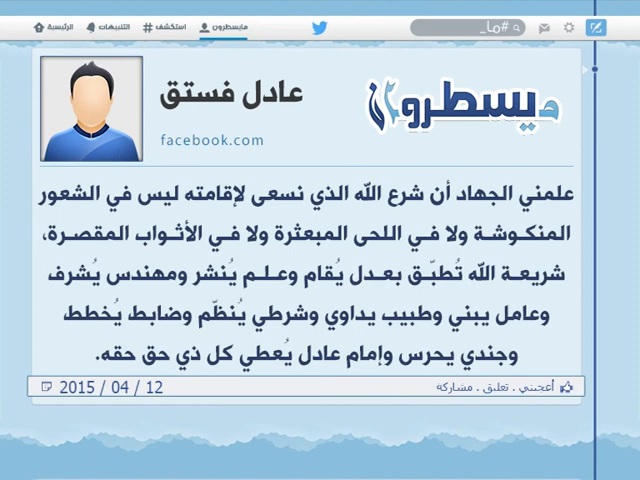 الرئيسية التنبيهات استكشف # مايسطرون #ما_
عادل فستق
مايسطرون
facebook.com
علمني الجهاد أن شرع الله الذي نسعى لإقامته ليس في الشعور
المنكوشة ولا في اللحى المبعثرة ولا في الأثواب المقصرة،
شريعة الله تُطبّق بعدل يُقام وعلم يُنشر ومهندس يُشرف
وعامل يبني وطبيب يداوي وشرطي يُنظّم وضابط يُخطط
وجندي يحرس وإمام عادل يُعطي كل ذي حق حقه.
أعجبني . تعليق . مشاركة
2015 / 04 / 12